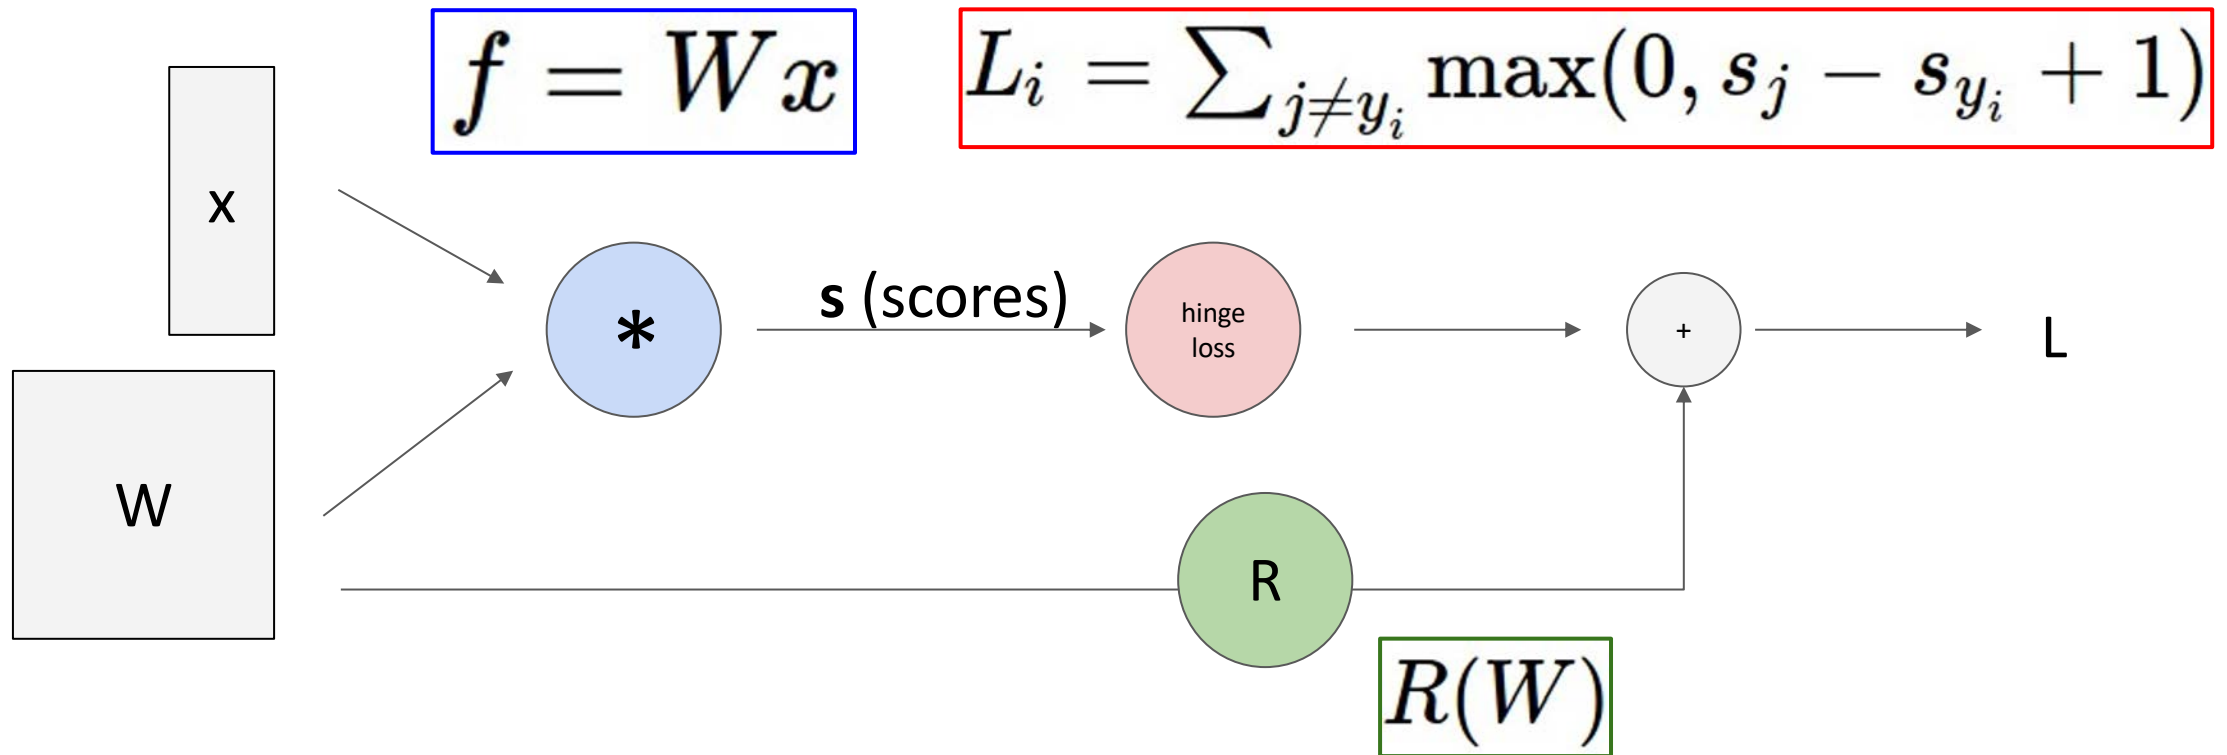 f = Wx
L_i = ∑_{j≠y_i} max(0, s_j − s_{y_i} + 1)
x
W
*
s (scores)
hinge
loss
+
L
R
R(W)